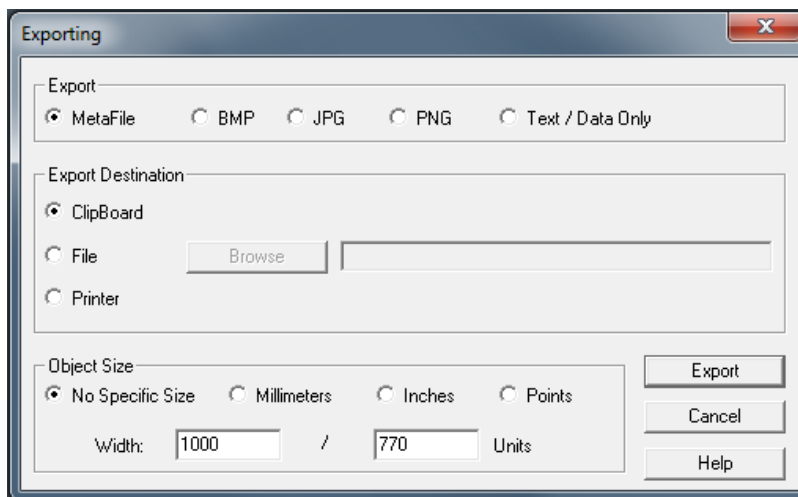 Exporting
Export
MetaFile BMP JPG PNG Text / Data Only
Export Destination
ClipBoard
File Browse
Printer
Object Size
No Specific Size Millimeters Inches Points
Width: 1000 / 770 Units
Export
Cancel
Help